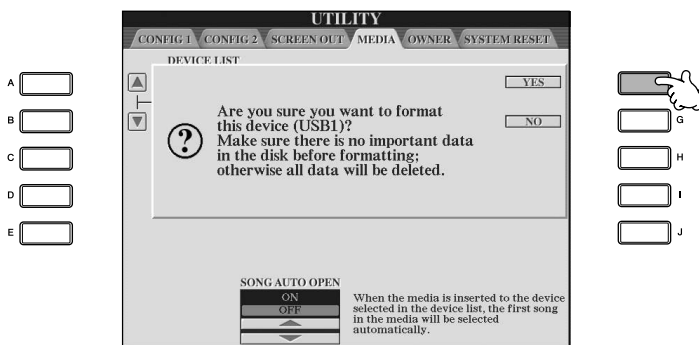 UTILITY
CONFIG 1 CONFIG 2 SCREEN OUT MEDIA OWNER SYSTEM RESET
DEVICE LIST
YES
NO
Are you sure you want to format
this device (USB1)?
Make sure there is no important data
in the disk before formatting;
otherwise all data will be deleted.
A
B
C
D
E
G
H
I
J
SONG AUTO OPEN
ON
OFF
When the media is inserted to the device
selected in the device list, the first song
in the media will be selected
automatically.